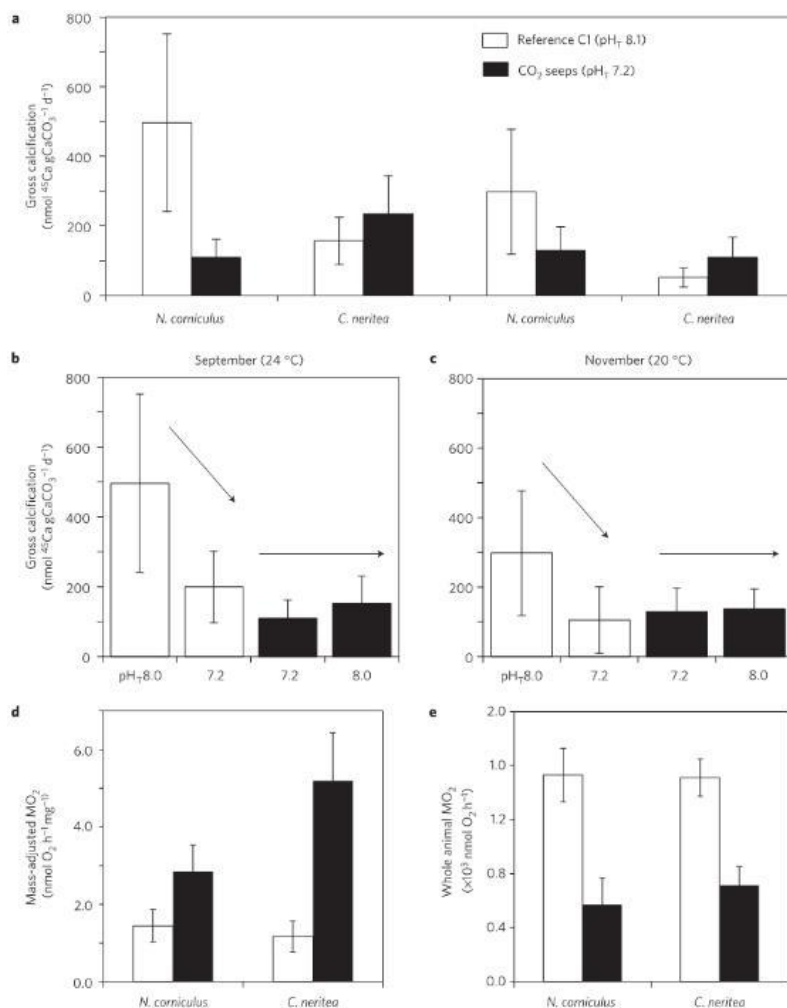 a
800
600
400
200
0
Gross calcification
(nmol ⁴⁵Ca gCaCO₃⁻¹ d⁻¹)
Reference C1 (pH_T 8.1)
CO₂ seeps (pH_T 7.2)
N. corniculus C. neritea N. corniculus C. neritea
b September (24 °C)
800
600
400
200
0
Gross calcification
(nmol ⁴⁵Ca gCaCO₃⁻¹ d⁻¹)
pH_T8.0 7.2 7.2 8.0
c November (20 °C)
800
600
400
200
0
pH_T8.0 7.2 7.2 8.0
d
6.0
4.0
2.0
0.0
Mass-adjusted MO₂
(nmol O₂ h⁻¹ mg⁻¹)
N. corniculus C. neritea
e
2.0
1.0
1.2
0.8
0.4
0.0
Whole animal MO₂
(×10³ nmol O₂ h⁻¹)
N. corniculus C. neritea